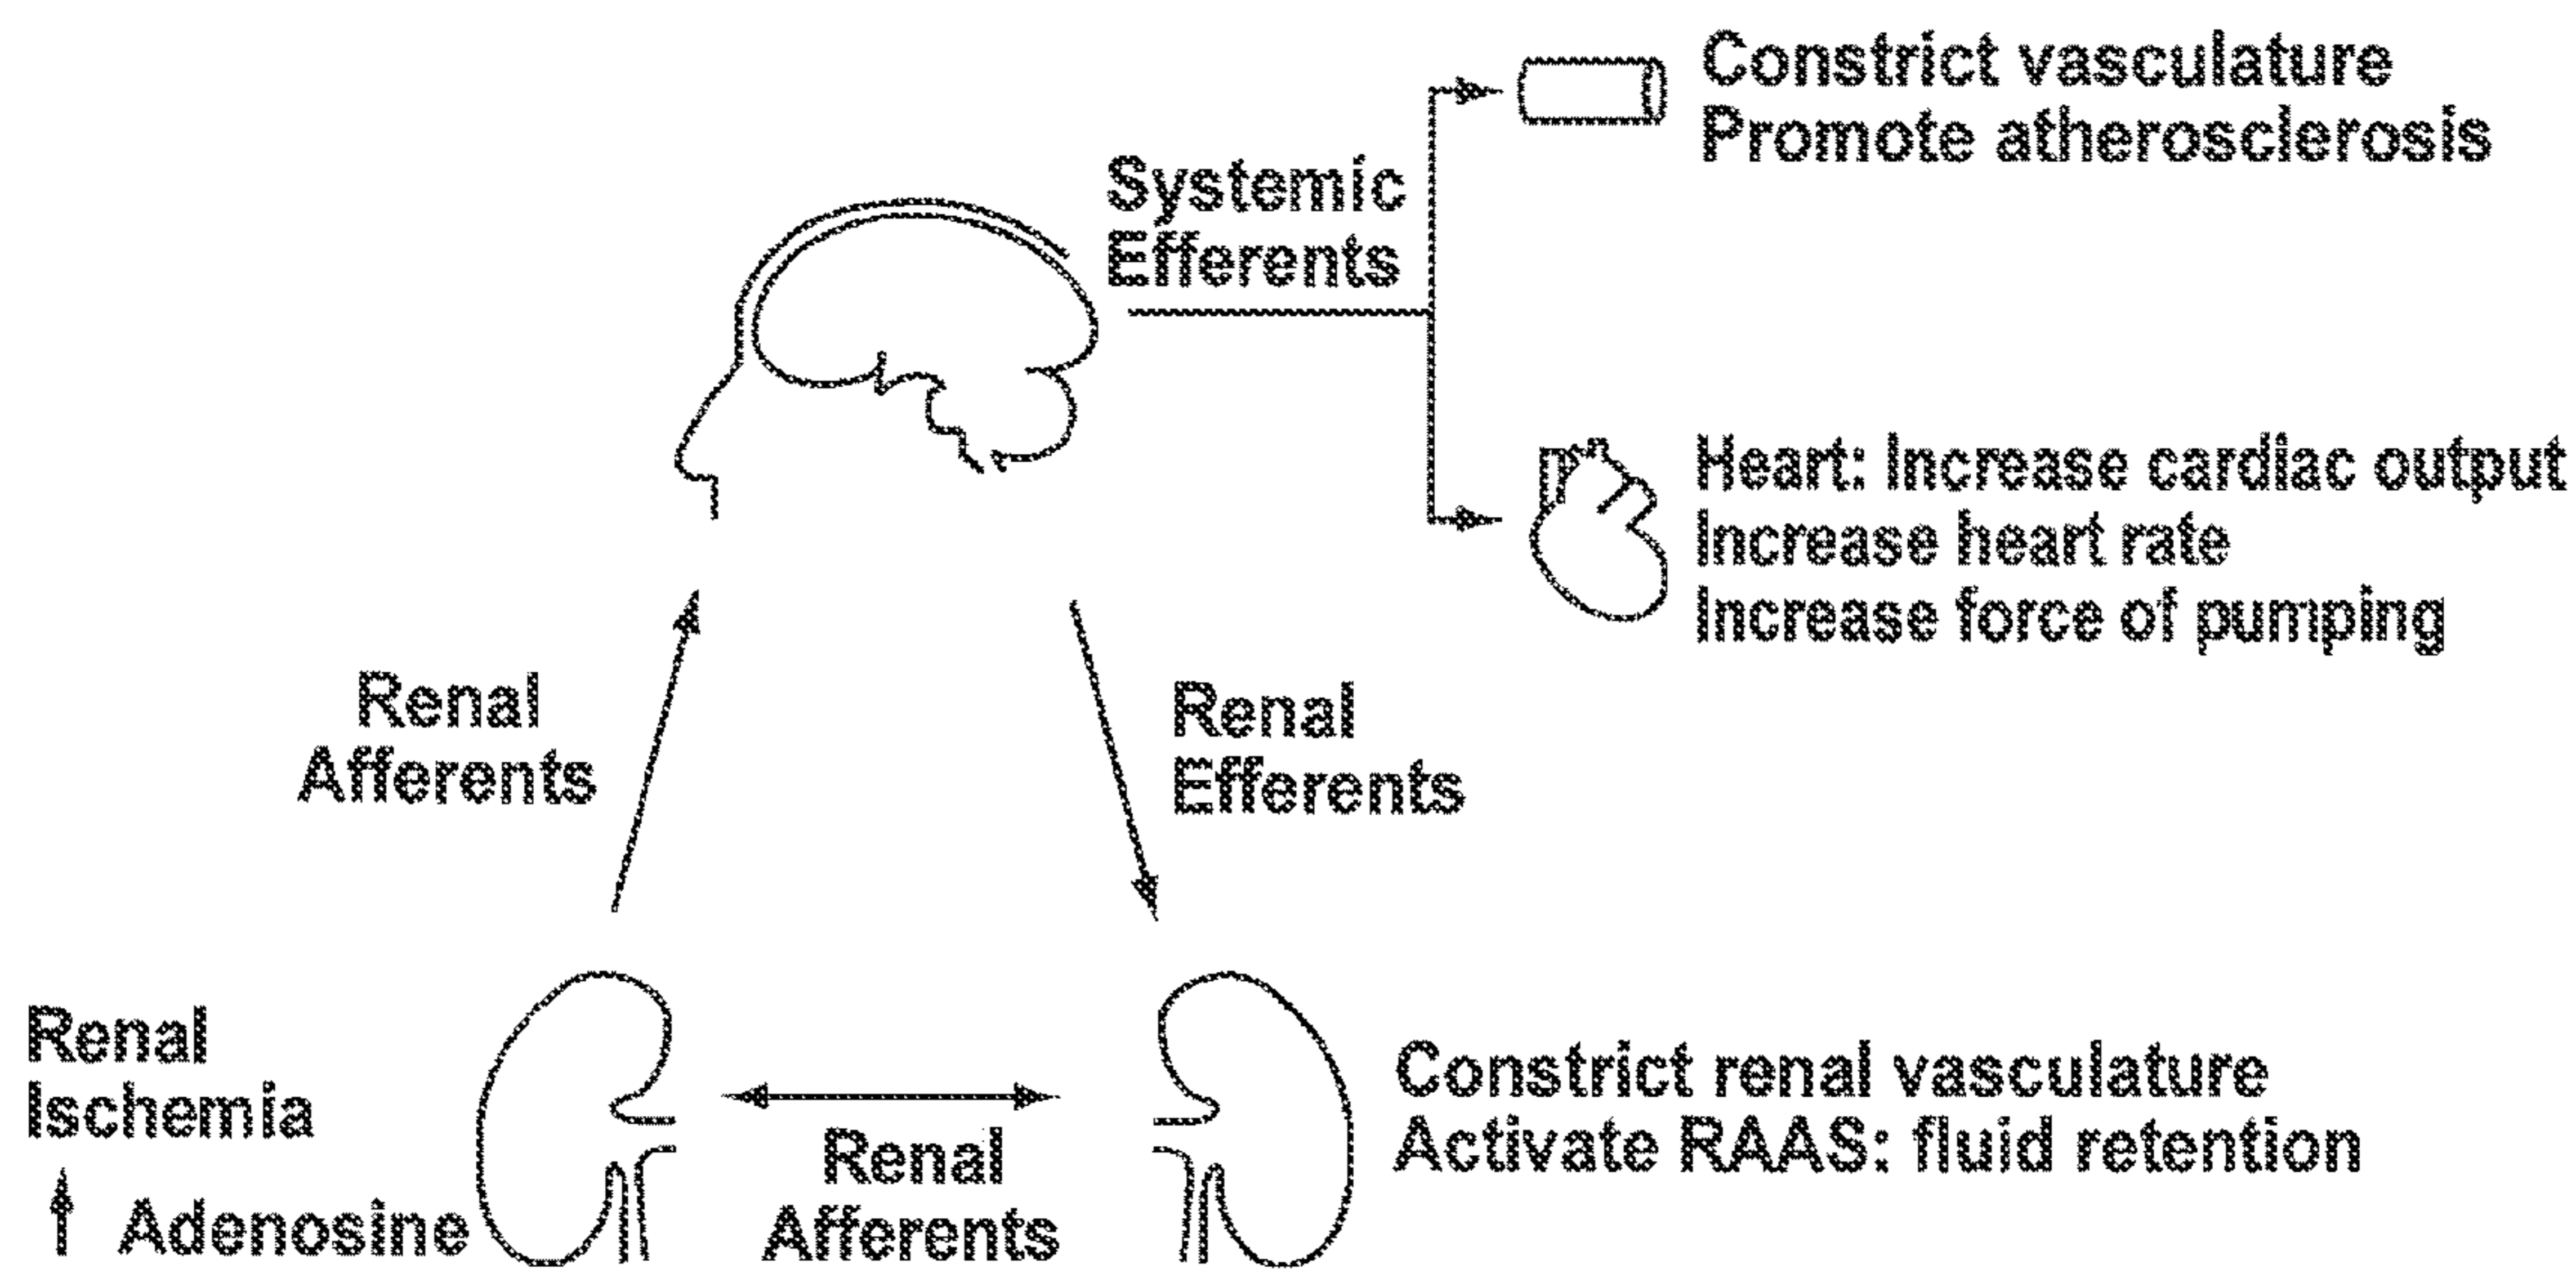 Constrict vasculature
Promote atherosclerosis
Systemic
Efferents
Heart: Increase cardiac output
Increase heart rate
Increase force of pumping
Renal
Afferents
Renal
Efferents
Renal
Ischemia
↑ Adenosine
Renal
Afferents
Constrict renal vasculature
Activate RAAS: fluid retention